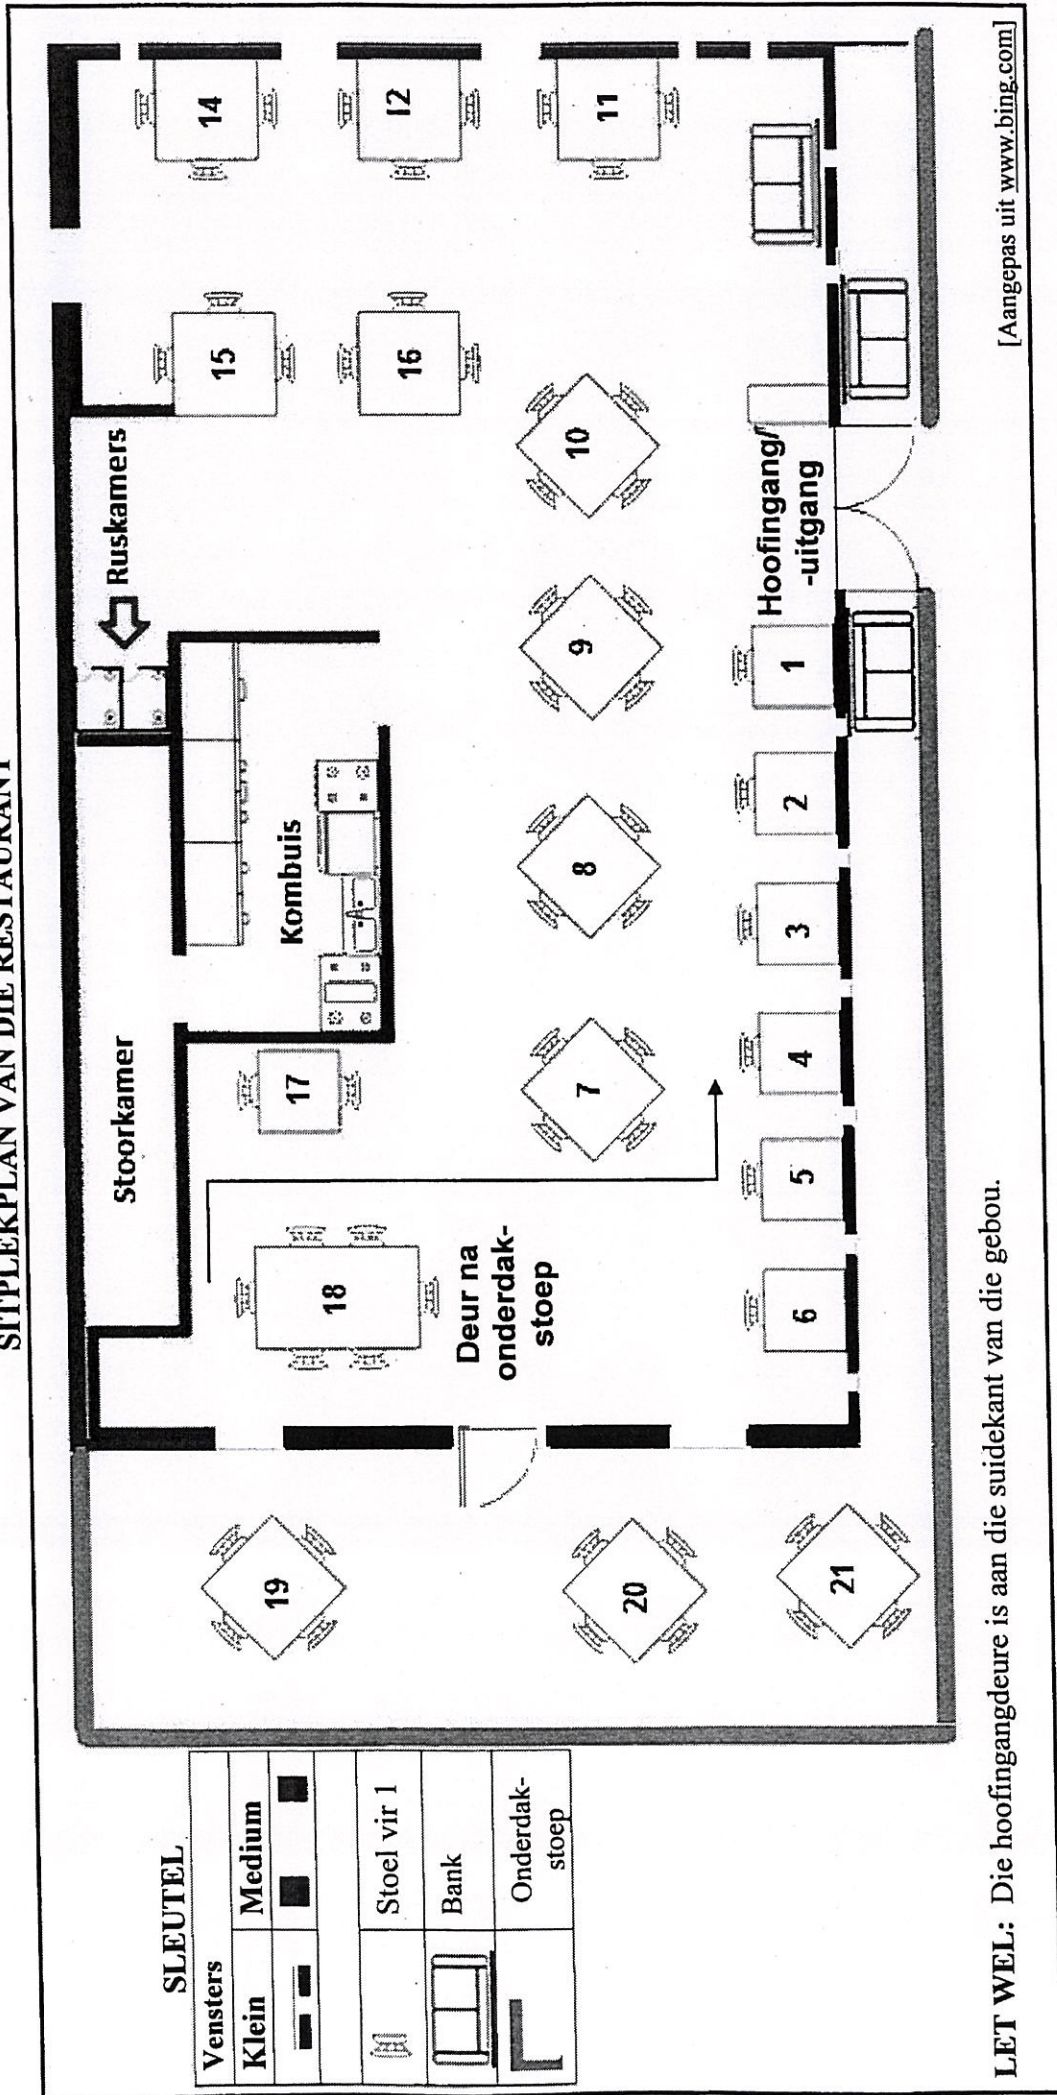 SITPLEKPLAN VAN DIE RESTAURANT
SLEUTEL
Vensters
Klein
Medium
Stoel vir 1
Bank
Onderdak-
stoep
Stoorkamer
Ruskamers
Kombuis
Deur na
onderdak-
stoep
Hoofingang/
-uitgang
14
12
11
15
16
10
9
8
7
17
18
19
20
21
6
5
4
3
2
1
LET WEL: Die hoofingangdeure is aan die suidekant van die gebou.
[Aangepas uit www.bing.com]